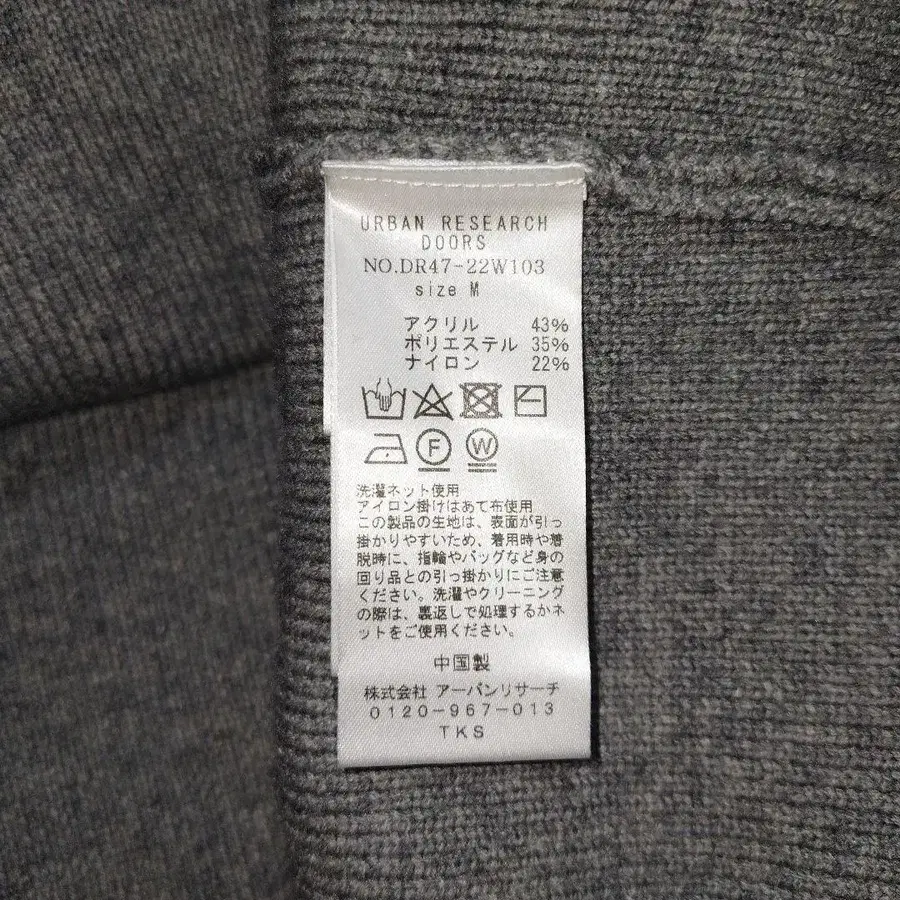 URBAN RESEARCH
DOORS
NO.DR47-22W103
size M
アクリル 43%
ポリエステル 35%
ナイロン 22%
F W
洗濯ネット使用
アイロン掛けはあて布使用
この製品の生地は、表面が引っ
掛かりやすいため、着用時や着
脱時に、指輪やバッグなど身の
回り品との引っ掛かりにご注意
ください。洗濯やクリーニング
の際は、裏返しで処理するかネ
ットをご使用ください。
中国製
株式会社 アーバンリサーチ
0120-967-013
TKS